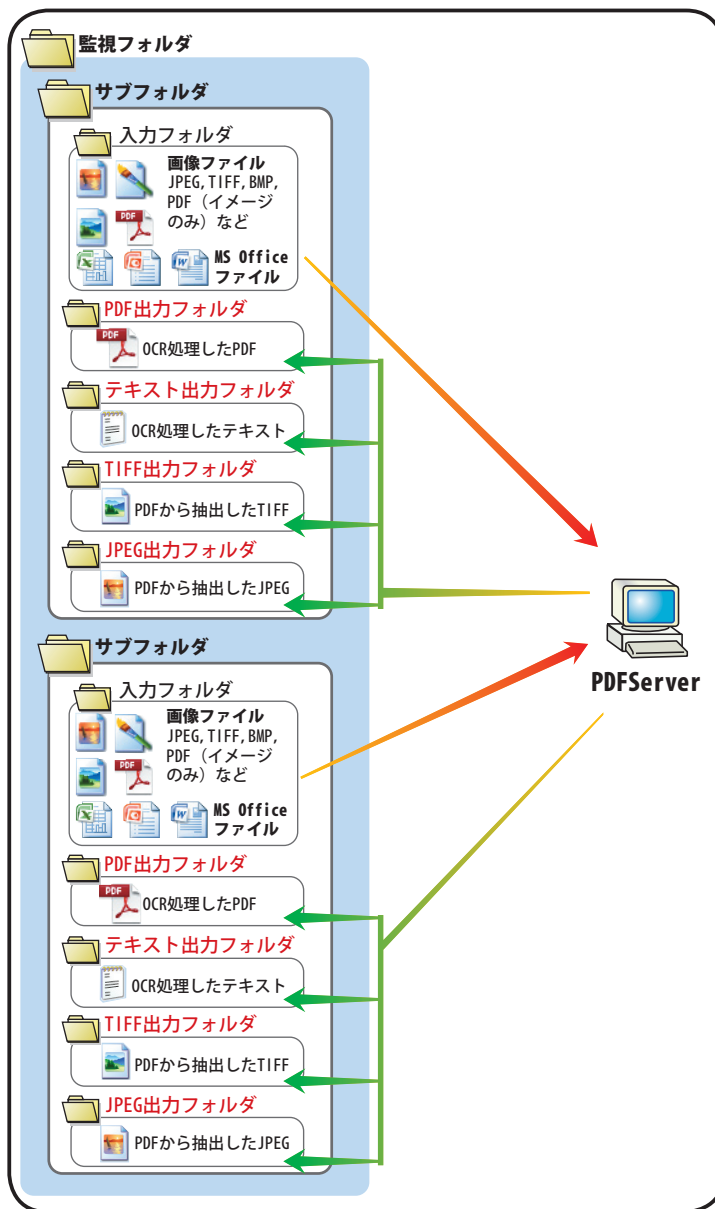 監視フォルダ
サブフォルダ
入力フォルダ
画像ファイル
JPEG, TIFF, BMP,
PDF（イメージ
のみ）など
PDF
MS Office
ファイル
PDF出力フォルダ
PDF
OCR処理したPDF
テキスト出力フォルダ
OCR処理したテキスト
TIFF出力フォルダ
PDFから抽出したTIFF
JPEG出力フォルダ
PDFから抽出したJPEG
PDFServer
サブフォルダ
入力フォルダ
画像ファイル
JPEG, TIFF, BMP,
PDF（イメージ
のみ）など
PDF
MS Office
ファイル
PDF出力フォルダ
PDF
OCR処理したPDF
テキスト出力フォルダ
OCR処理したテキスト
TIFF出力フォルダ
PDFから抽出したTIFF
JPEG出力フォルダ
PDFから抽出したJPEG